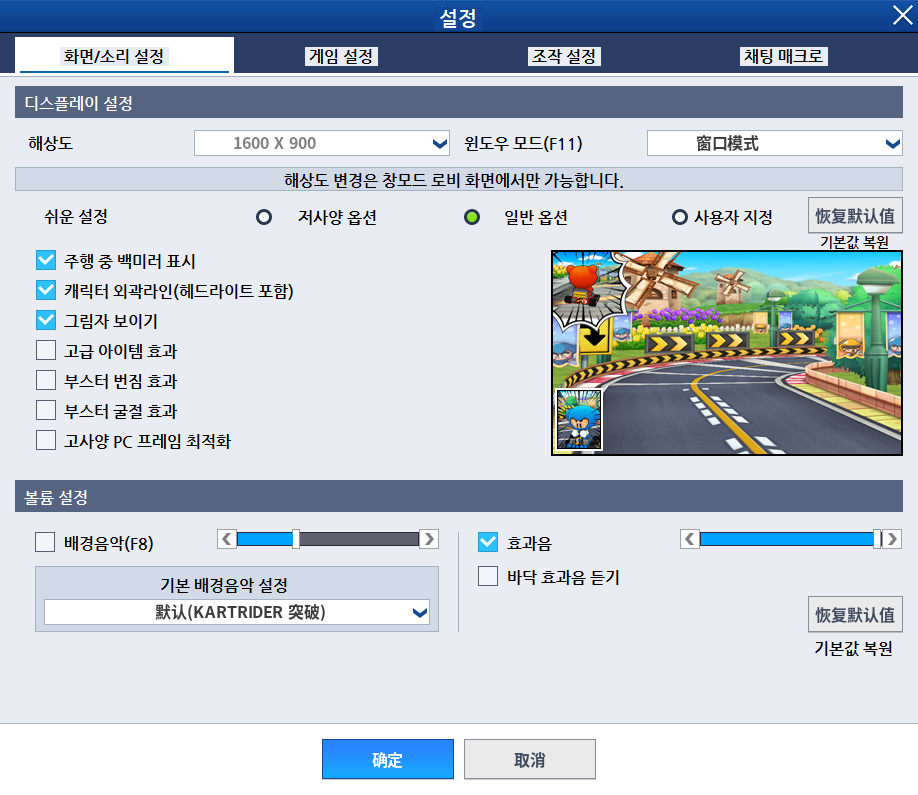 설정
화면/소리 설정 게임 설정 조작 설정 채팅 매크로
디스플레이 설정
해상도 1600 X 900 윈도우 모드(F11) 窗口模式
해상도 변경은 창모드 로비 화면에서만 가능합니다.
쉬운 설정 저사양 옵션 일반 옵션 사용자 지정 恢复默认值
기본값 복원
주행 중 백미러 표시
캐릭터 외곽라인(헤드라이트 포함)
그림자 보이기
고급 아이템 효과
부스터 번짐 효과
부스터 굴절 효과
고사양 PC 프레임 최적화
볼륨 설정
배경음악(F8) 효과음
기본 배경음악 설정 바닥 효과음 듣기
默认(KARTRIDER 突破) 恢复默认值
기본값 복원
确定 取消